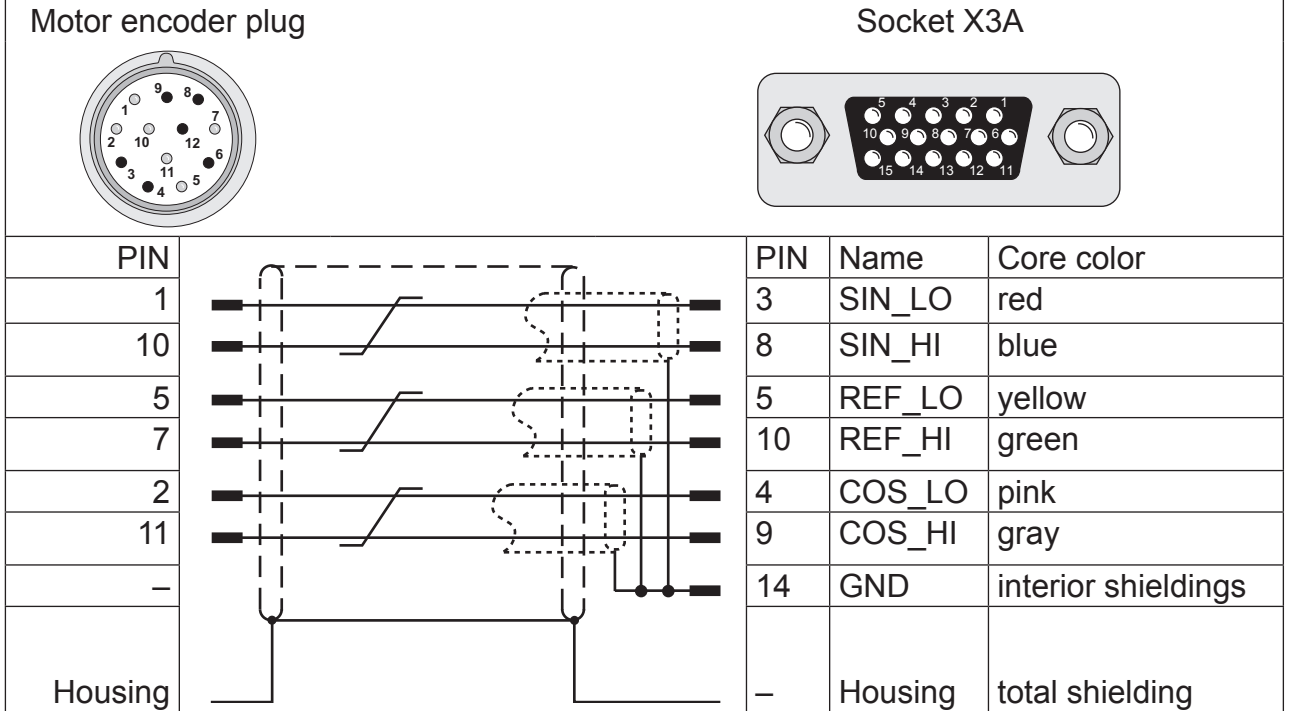 Motor encoder plug Socket X3A
9 8
1 7
2 10 12
3 11 6
4 5
5 4 3 2 1
10 9 8 7 6
15 14 13 12 11
PIN PIN Name Core color
1 3 SIN_LO red
10 8 SIN_HI blue
5 5 REF_LO yellow
7 10 REF_HI green
2 4 COS_LO pink
11 9 COS_HI gray
– 14 GND interior shieldings
Housing – Housing total shielding